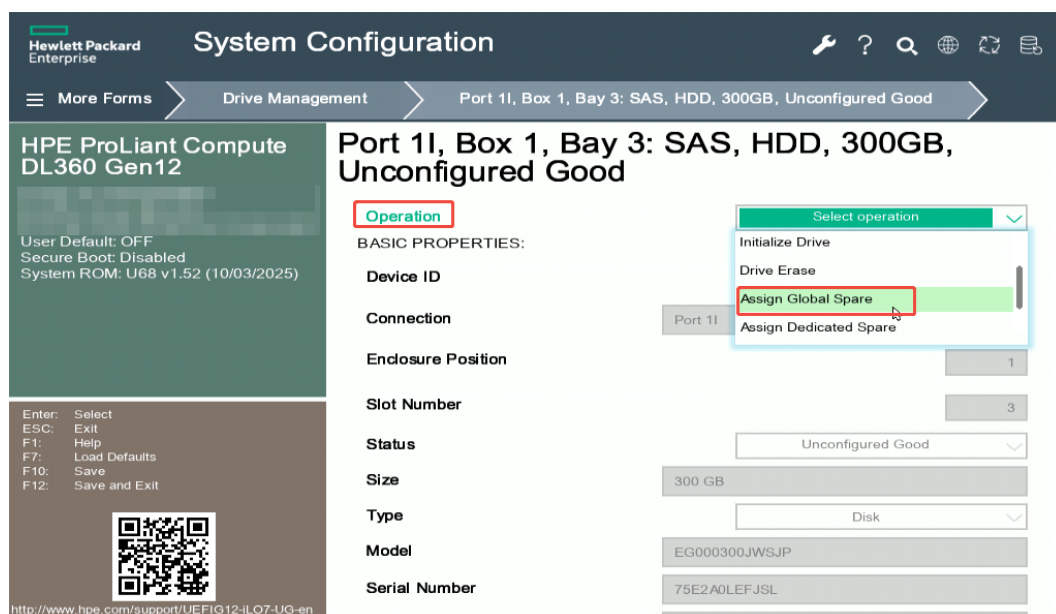 Hewlett Packard
Enterprise
System Configuration
More Forms
Drive Management
Port 1I, Box 1, Bay 3: SAS, HDD, 300GB, Unconfigured Good
HPE ProLiant Compute
DL360 Gen12
User Default: OFF
Secure Boot: Disabled
System ROM: U68 v1.52 (10/03/2025)
Enter: Select
ESC: Exit
F1: Help
F7: Load Defaults
F10: Save
F12: Save and Exit
http://www.hpe.com/support/UEFIG12-iLO7-UG-en
Port 1I, Box 1, Bay 3: SAS, HDD, 300GB,
Unconfigured Good
Operation
Select operation
Initialize Drive
Drive Erase
Assign Global Spare
Assign Dedicated Spare
BASIC PROPERTIES:
Device ID
Connection
Port 1I
Enclosure Position
1
Slot Number
3
Status
Unconfigured Good
Size
300 GB
Type
Disk
Model
EG000300JWSJP
Serial Number
75E2A0LEFJSL